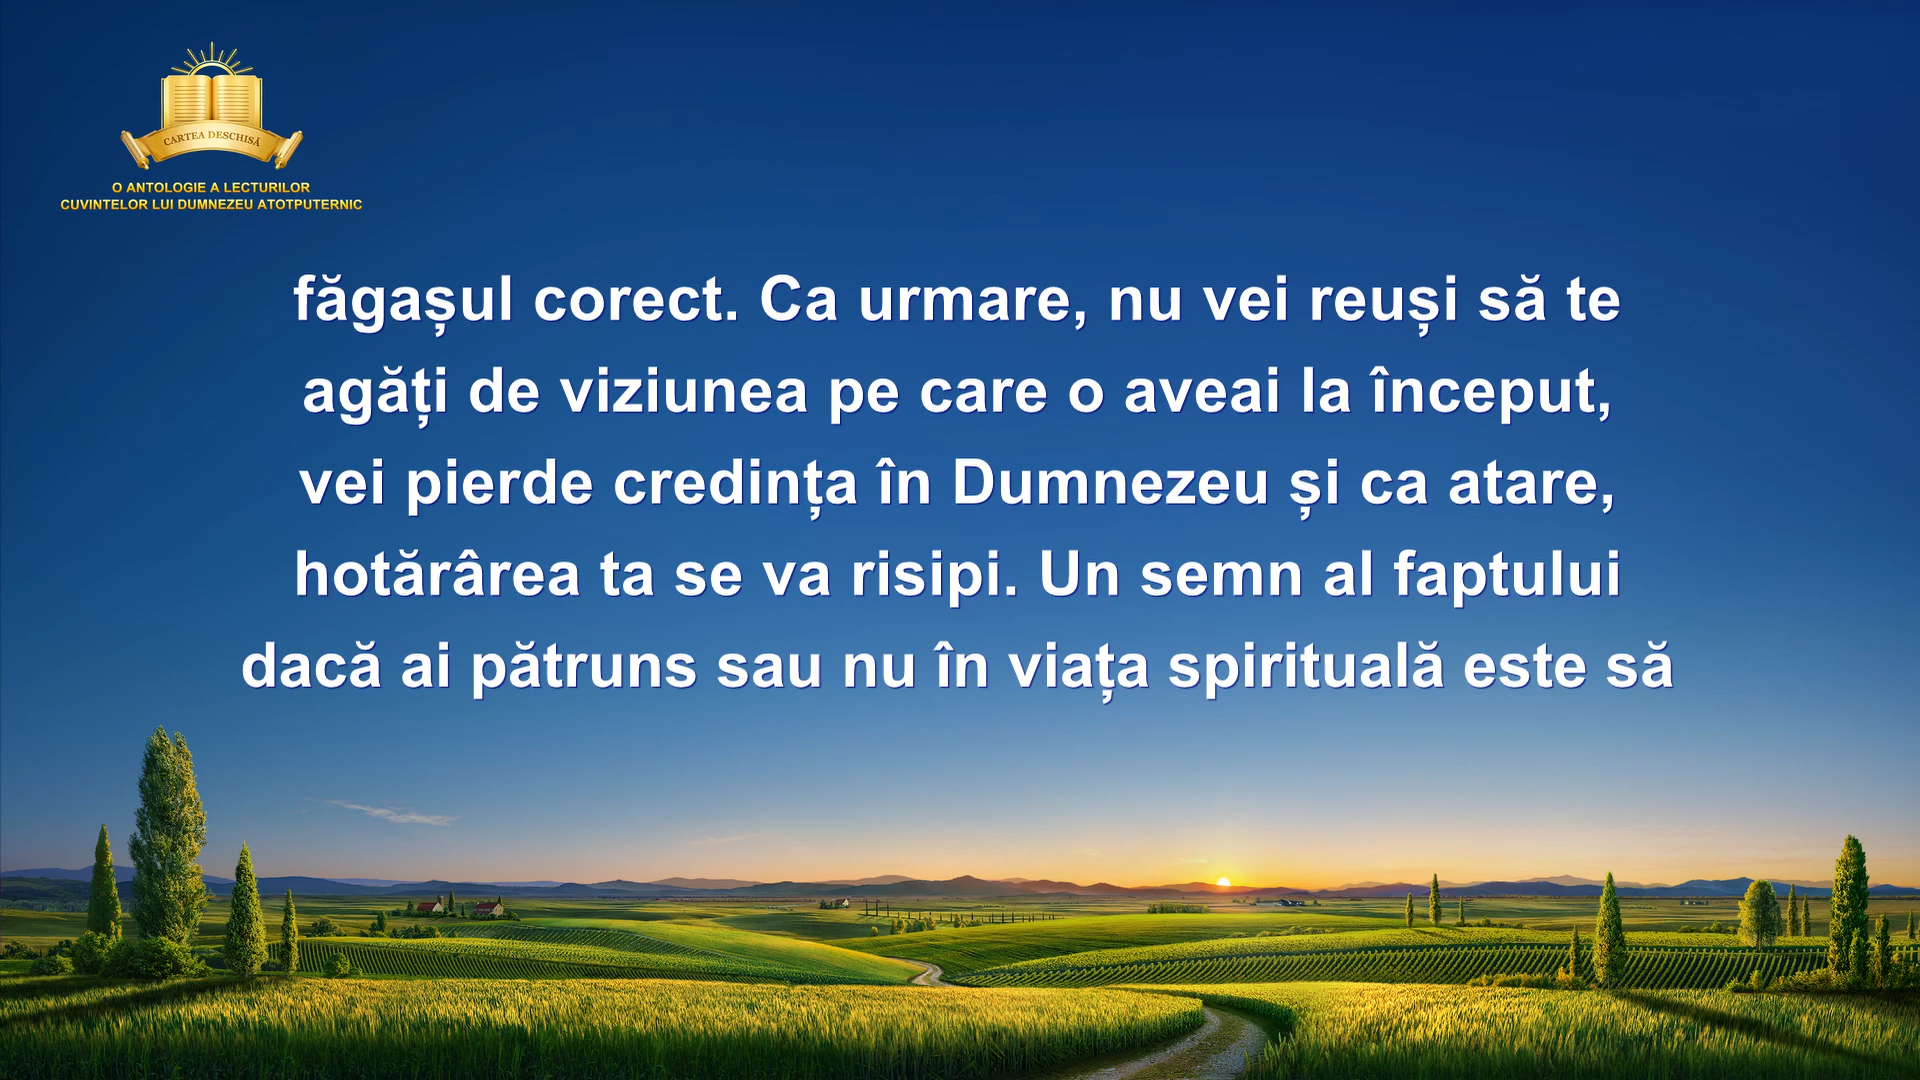 CARTEA DESCHISĂ
O ANTOLOGIE A LECTURILOR
CUVINTELOR LUI DUMNEZEU ATOTPUTERNIC
făgașul corect. Ca urmare, nu vei reuși să te
agăți de viziunea pe care o aveai la început,
vei pierde credința în Dumnezeu și ca atare,
hotărârea ta se va risipi. Un semn al faptului
dacă ai pătruns sau nu în viața spirituală este să